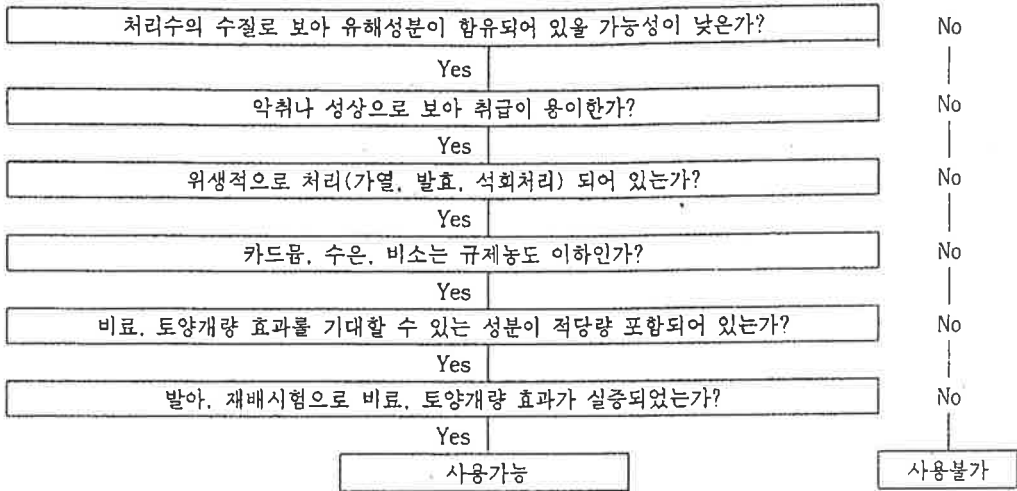 처리수의 수질로 보아 유해성분이 함유되어 있을 가능성이 낮은가? No
Yes
악취나 성상으로 보아 취급이 용이한가? No
Yes
위생적으로 처리(가열, 발효, 석회처리) 되어 있는가? No
Yes
카드뮴, 수은, 비소는 규제농도 이하인가? No
Yes
비료, 토양개량 효과를 기대할 수 있는 성분이 적당량 포함되어 있는가? No
Yes
발아, 재배시험으로 비료, 토양개량 효과가 실증되었는가? No
Yes
사용가능 사용불가